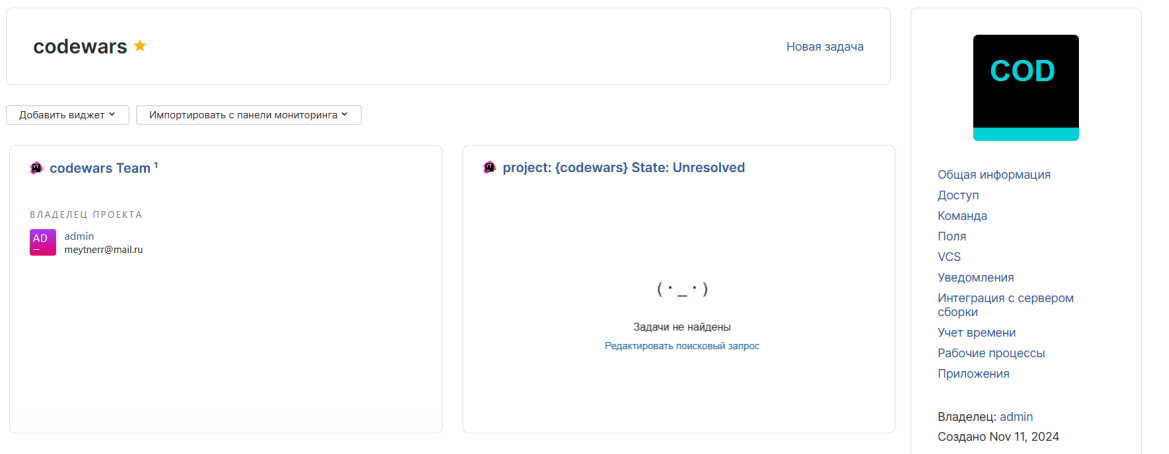 codewars
Новая задача
Добавить виджет
Импортировать с панели мониторинга
codewars Team 1
ВЛАДЕЛЕЦ ПРОЕКТА
AD
admin
meytnerr@mail.ru
project: {codewars} State: Unresolved
(･_･)
Задачи не найдены
Редактировать поисковый запрос
COD
Общая информация
Доступ
Команда
Поля
VCS
Уведомления
Интеграция с сервером
сборки
Учет времени
Рабочие процессы
Приложения
Владелец: admin
Создано Nov 11, 2024